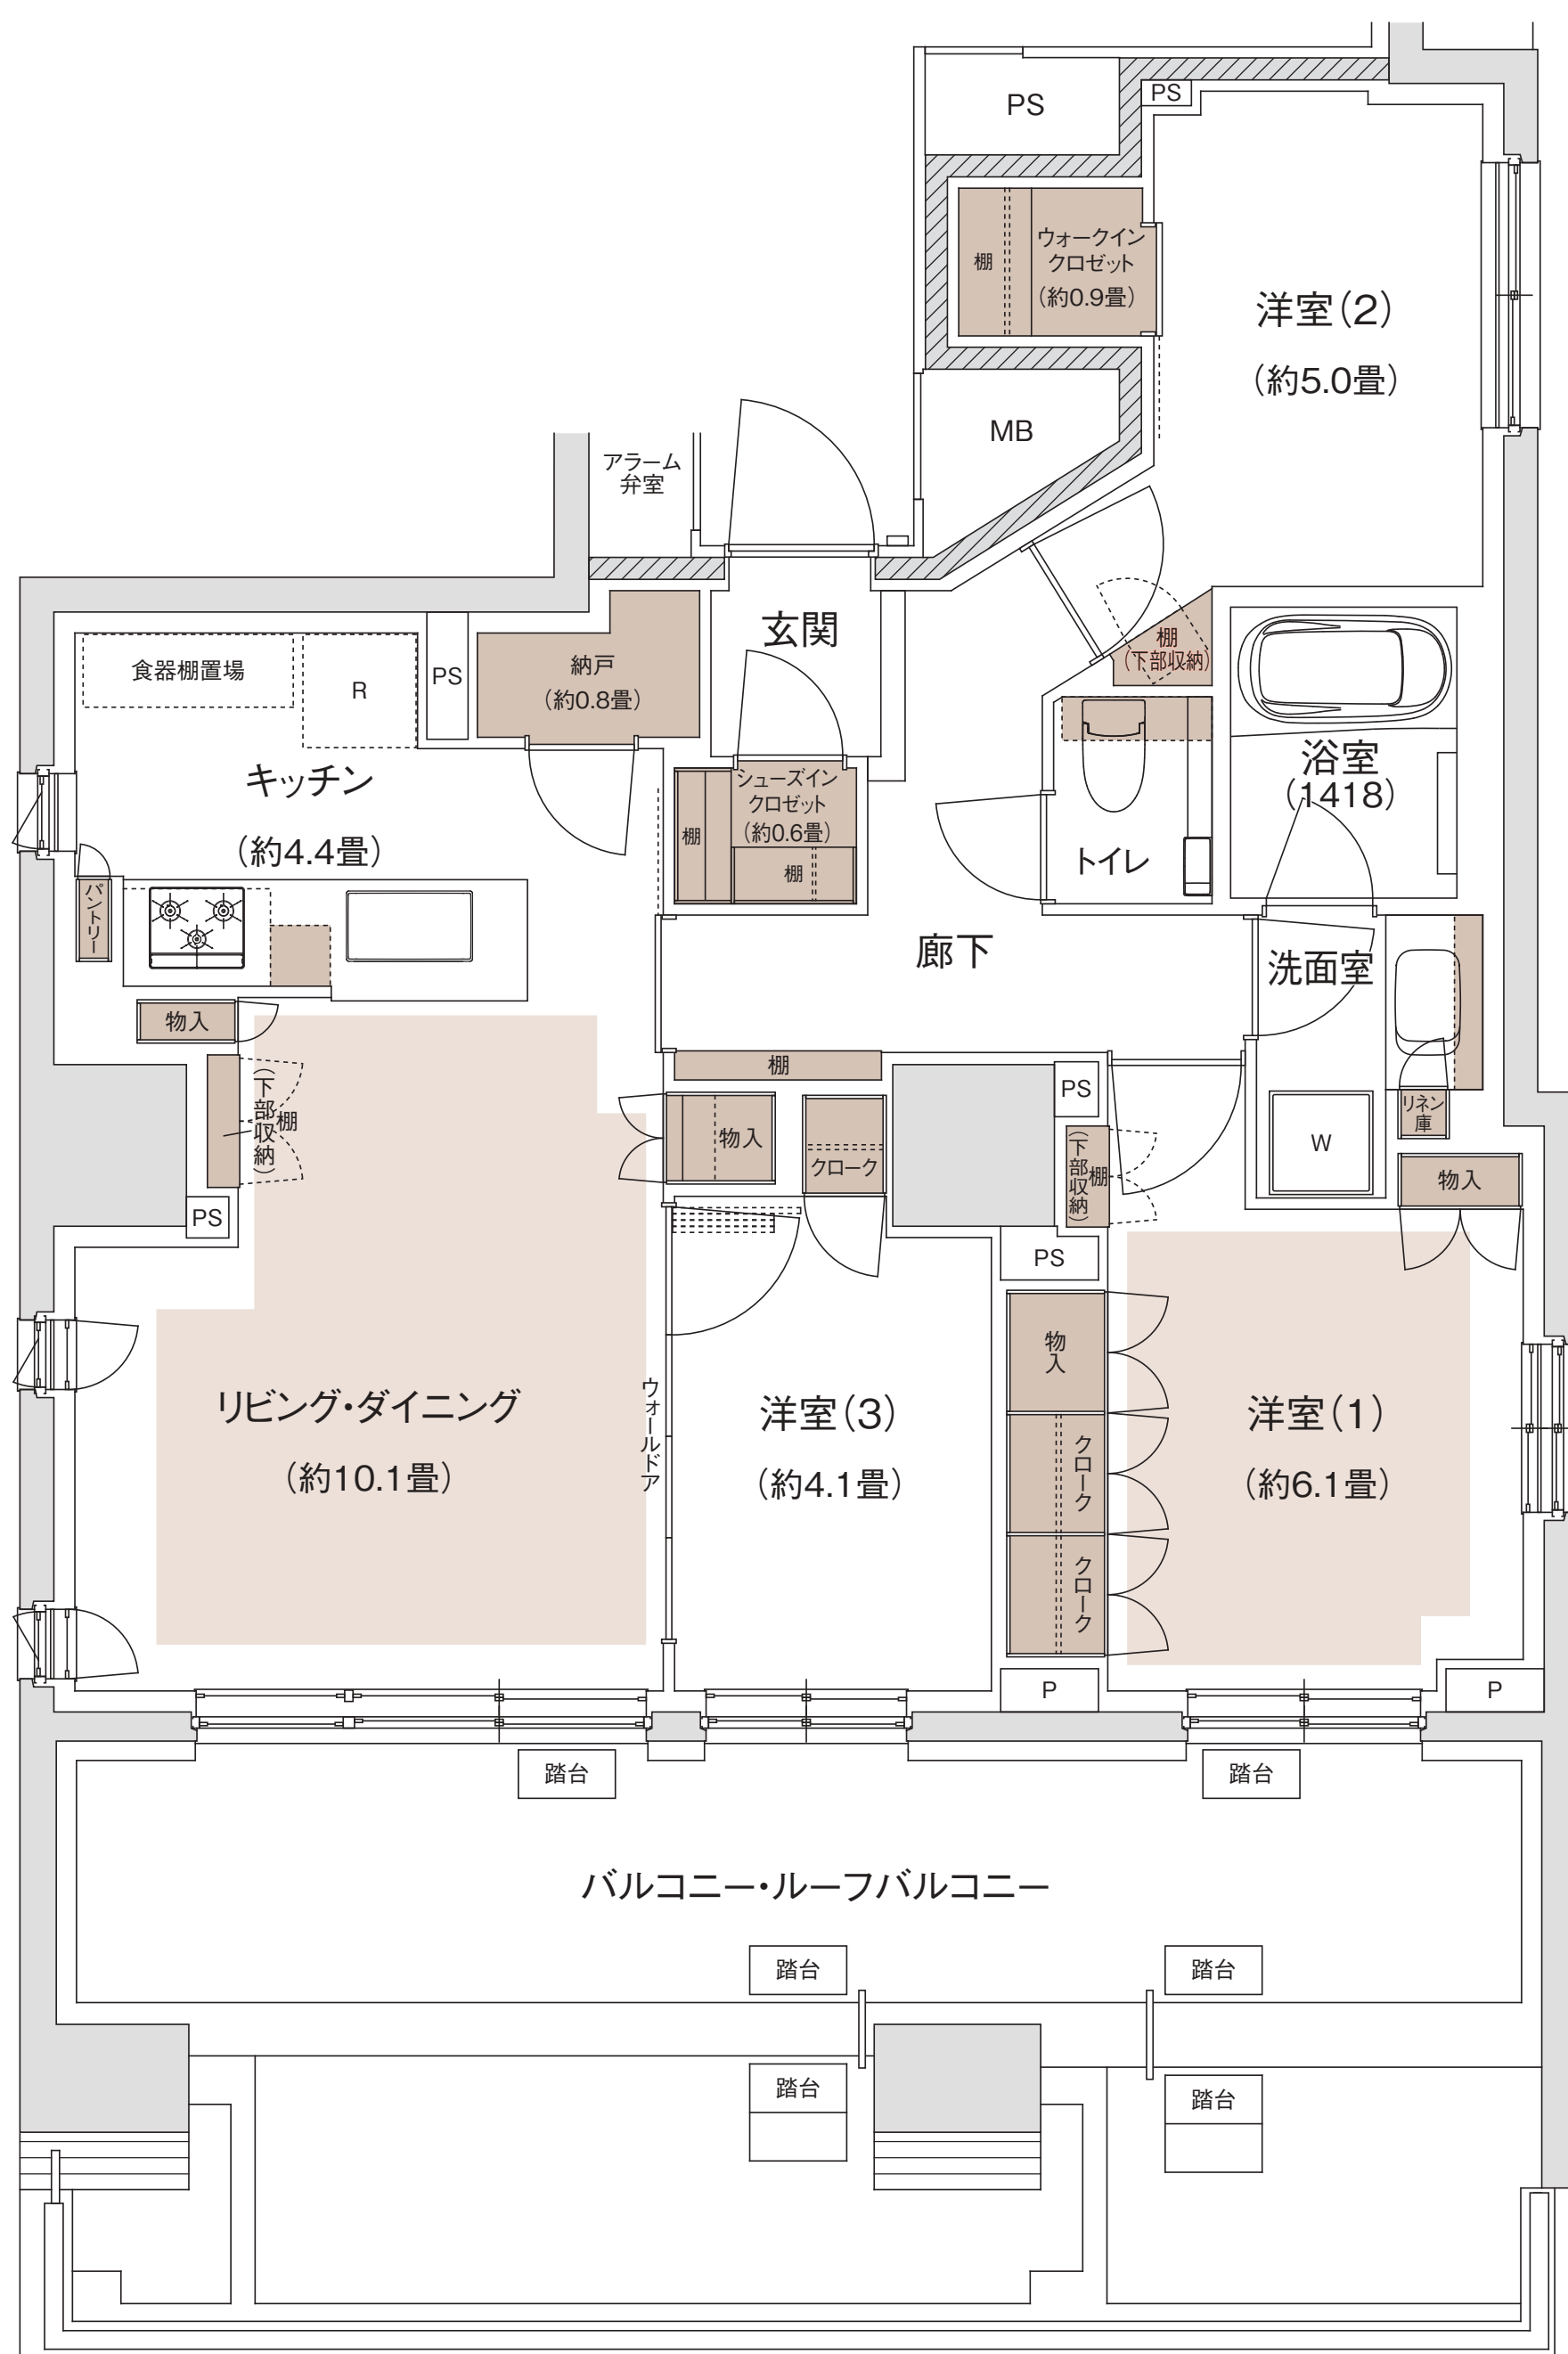 PS
PS
棚
ウォークイン
クロゼット
(約0.9畳)
洋室(2)
(約5.0畳)
MB
アラーム
弁室
玄関
棚
(下部収納)
食器棚置場
R
PS
納戸
(約0.8畳)
キッチン
(約4.4畳)
シューズイン
クロゼット
(約0.6畳)
棚
棚
トイレ
浴室
(1418)
パントリー
廊下
洗面室
物入
棚
(下部収納)
棚
物入
クローク
PS
棚
(下部収納)
W
リネン
庫
物入
PS
PS
リビング・ダイニング
(約10.1畳)
ウォールドア
洋室(3)
(約4.1畳)
物入
クローク
クローク
洋室(1)
(約6.1畳)
P
P
踏台
踏台
バルコニー・ルーフバルコニー
踏台
踏台
踏台
踏台